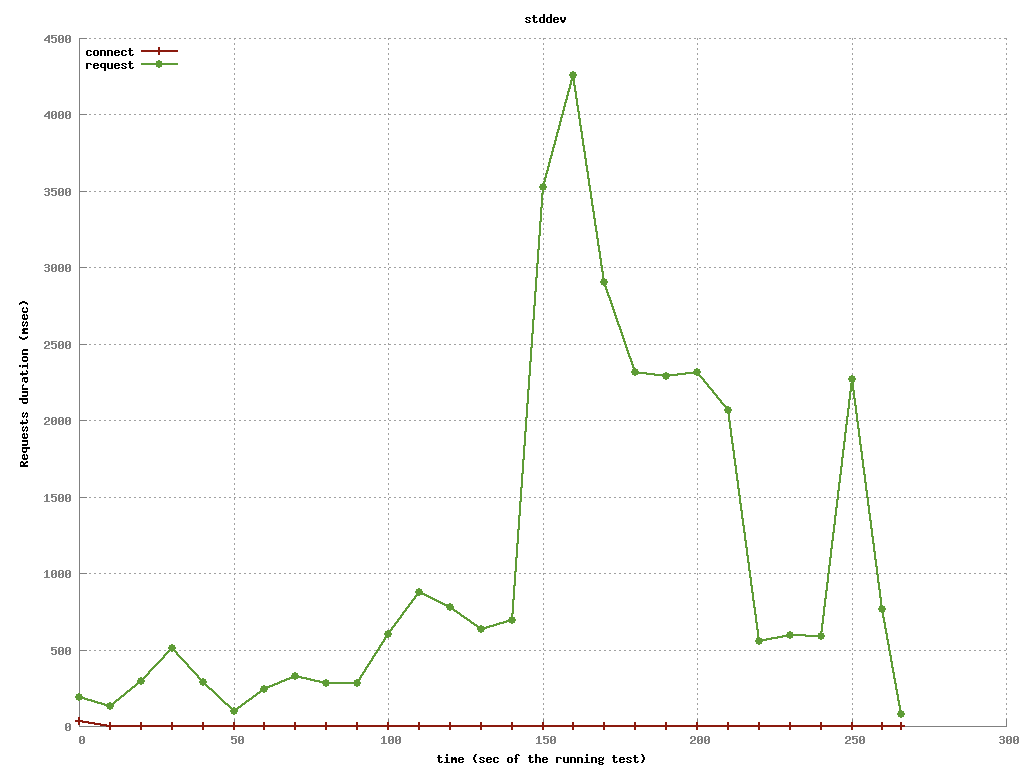 stddev
connect
request
4500
4000
3500
3000
2500
2000
1500
1000
500
0
Requests duration (msec)
0 50 100 150 200 250 300
time (sec of the running test)